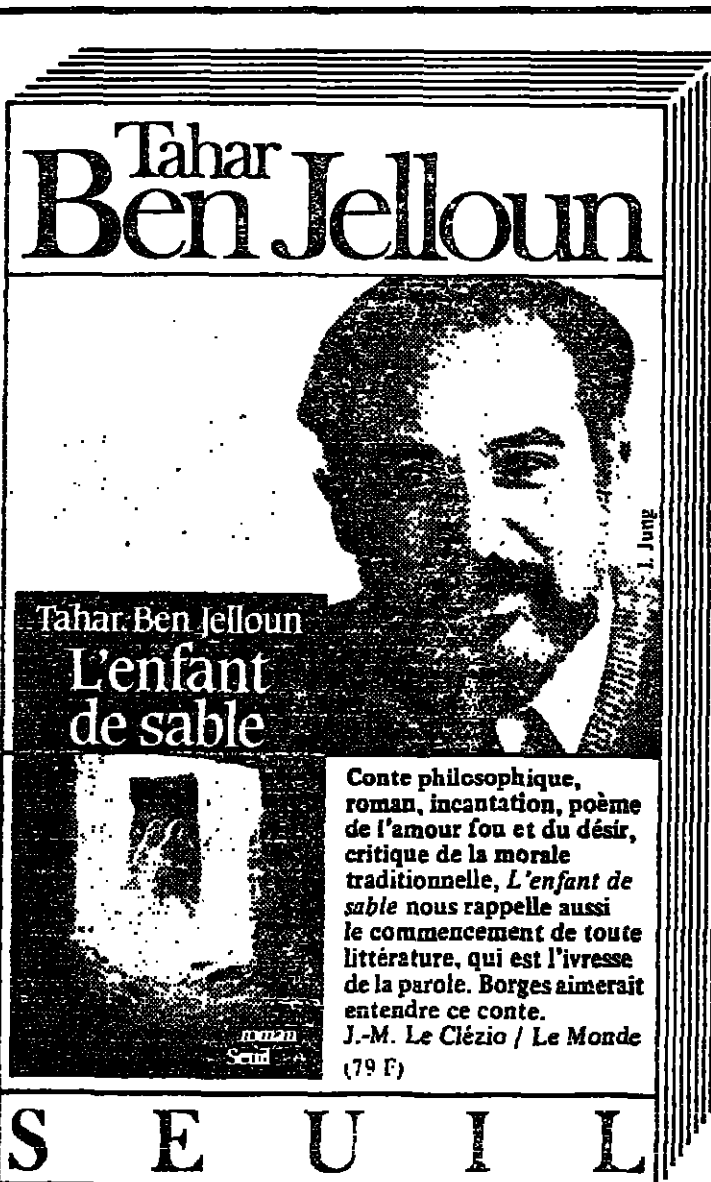 Tahar
Ben Jelloun
J. Jung
Tahar Ben Jelloun
L'enfant
de sable
roman
Seuil
Conte philosophique,
roman, incantation, poème
de l'amour fou et du désir,
critique de la morale
traditionnelle, L'enfant de
sable nous rappelle aussi
le commencement de toute
littérature, qui est l'ivresse
de la parole. Borges aimerait
entendre ce conte.
J.-M. Le Clézio / Le Monde
(79 F)
SEUIL